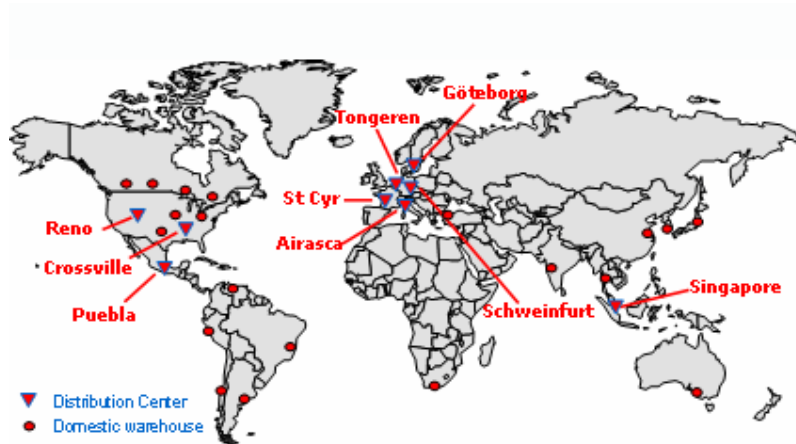 Göteborg
Tongeren
St Cyr
Reno
Airasca
Crossville
Singapore
Schweinfurt
Puebla
Distribution Center
Domestic warehouse